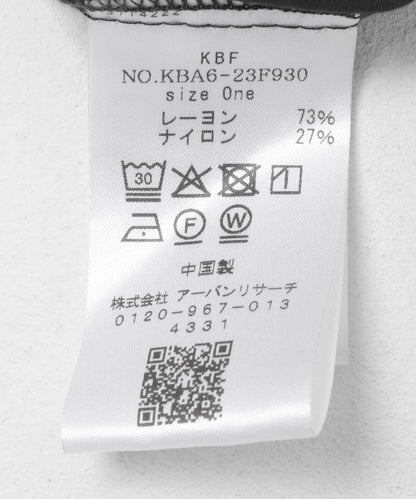 KBF
NO.KBA6-23F930
size One
レーヨン 73%
ナイロン 27%
30
F W
中国製
株式会社 アーバンリサーチ
0120-967-013
4331